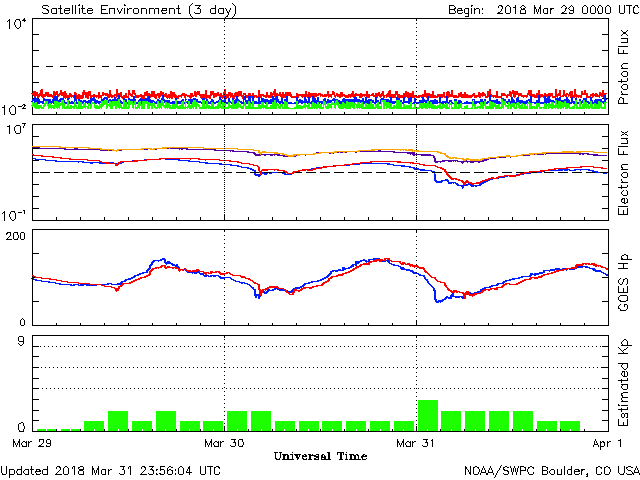 Satellite Environment (3 day) Begin: 2018 Mar 29 0000 UTC
10^4
10^-2
Proton Flux
10^7
10^-1
Electron Flux
200
0
GOES Hp
9
0
Estimated Kp
Mar 29 Mar 30 Mar 31 Apr 1
Universal Time
Updated 2018 Mar 31 23:56:04 UTC NOAA/SWPC Boulder, CO USA